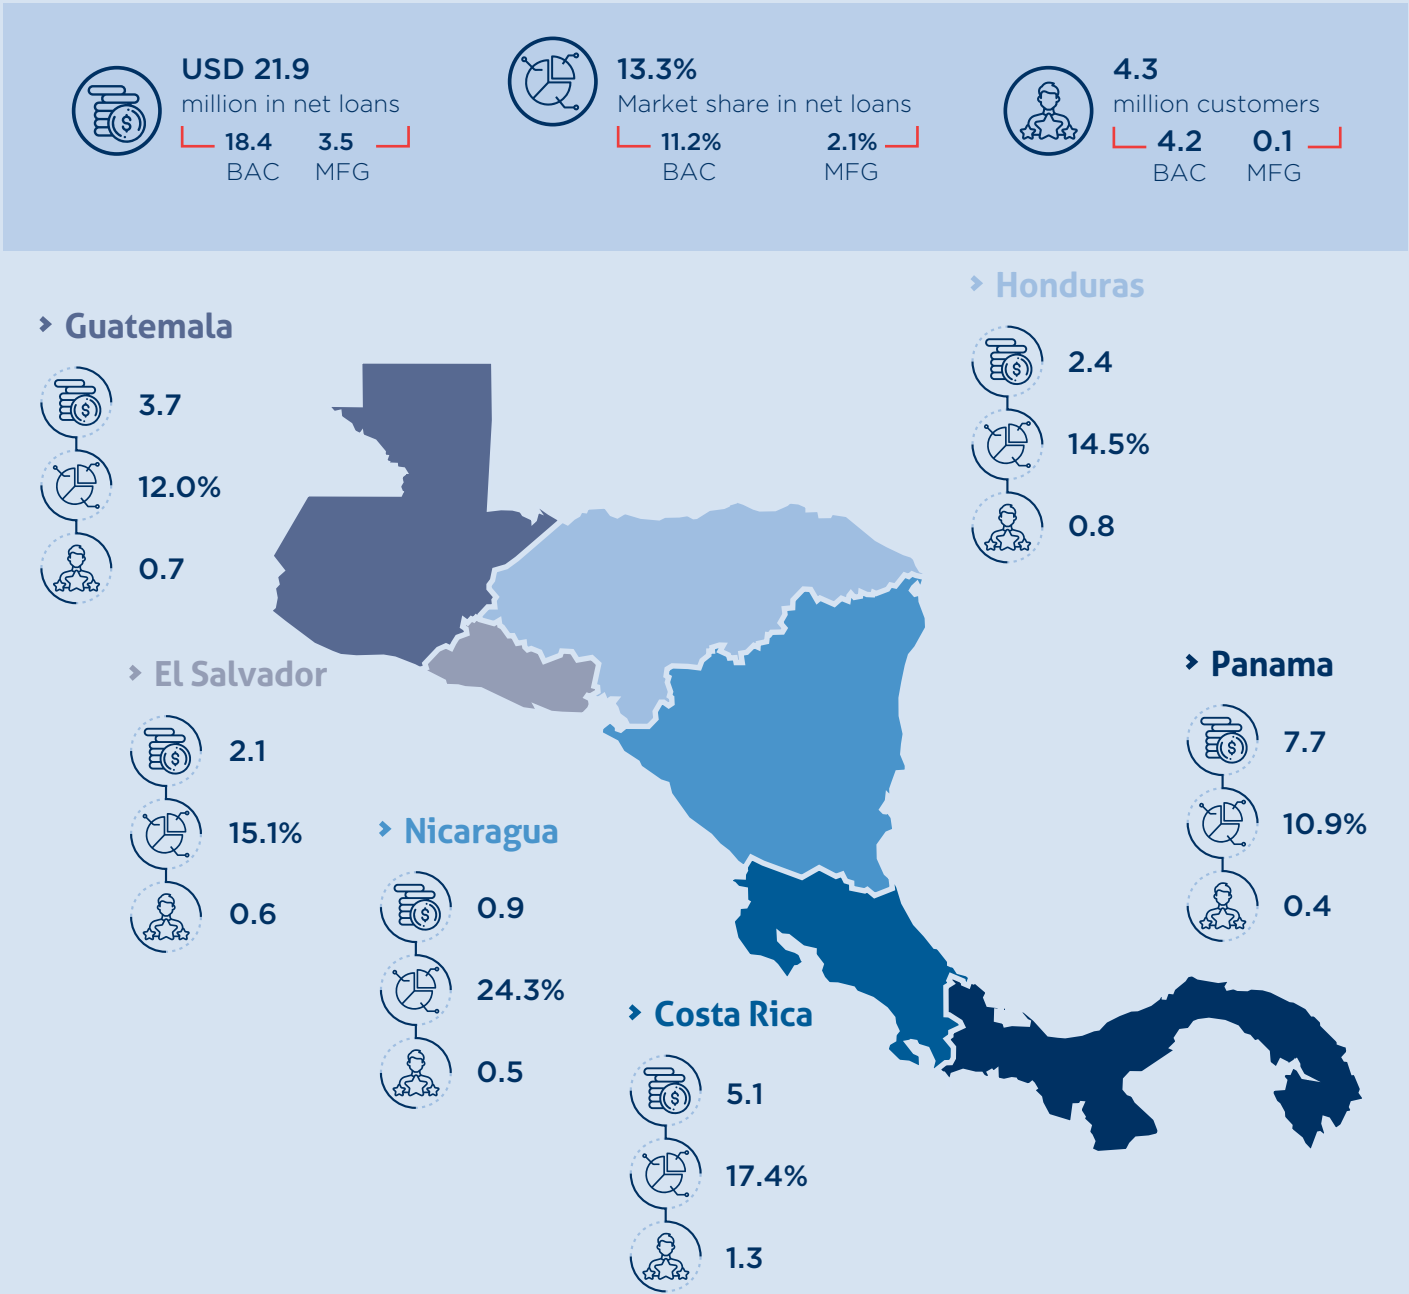 USD 21.9
million in net loans
18.4 3.5
BAC MFG
13.3%
Market share in net loans
11.2% 2.1%
BAC MFG
4.3
million customers
4.2 0.1
BAC MFG
Guatemala
$ 3.7
12.0%
0.7
Honduras
$ 2.4
14.5%
0.8
El Salvador
$ 2.1
15.1%
0.6
Nicaragua
$ 0.9
24.3%
0.5
Costa Rica
$ 5.1
17.4%
1.3
Panama
$ 7.7
10.9%
0.4